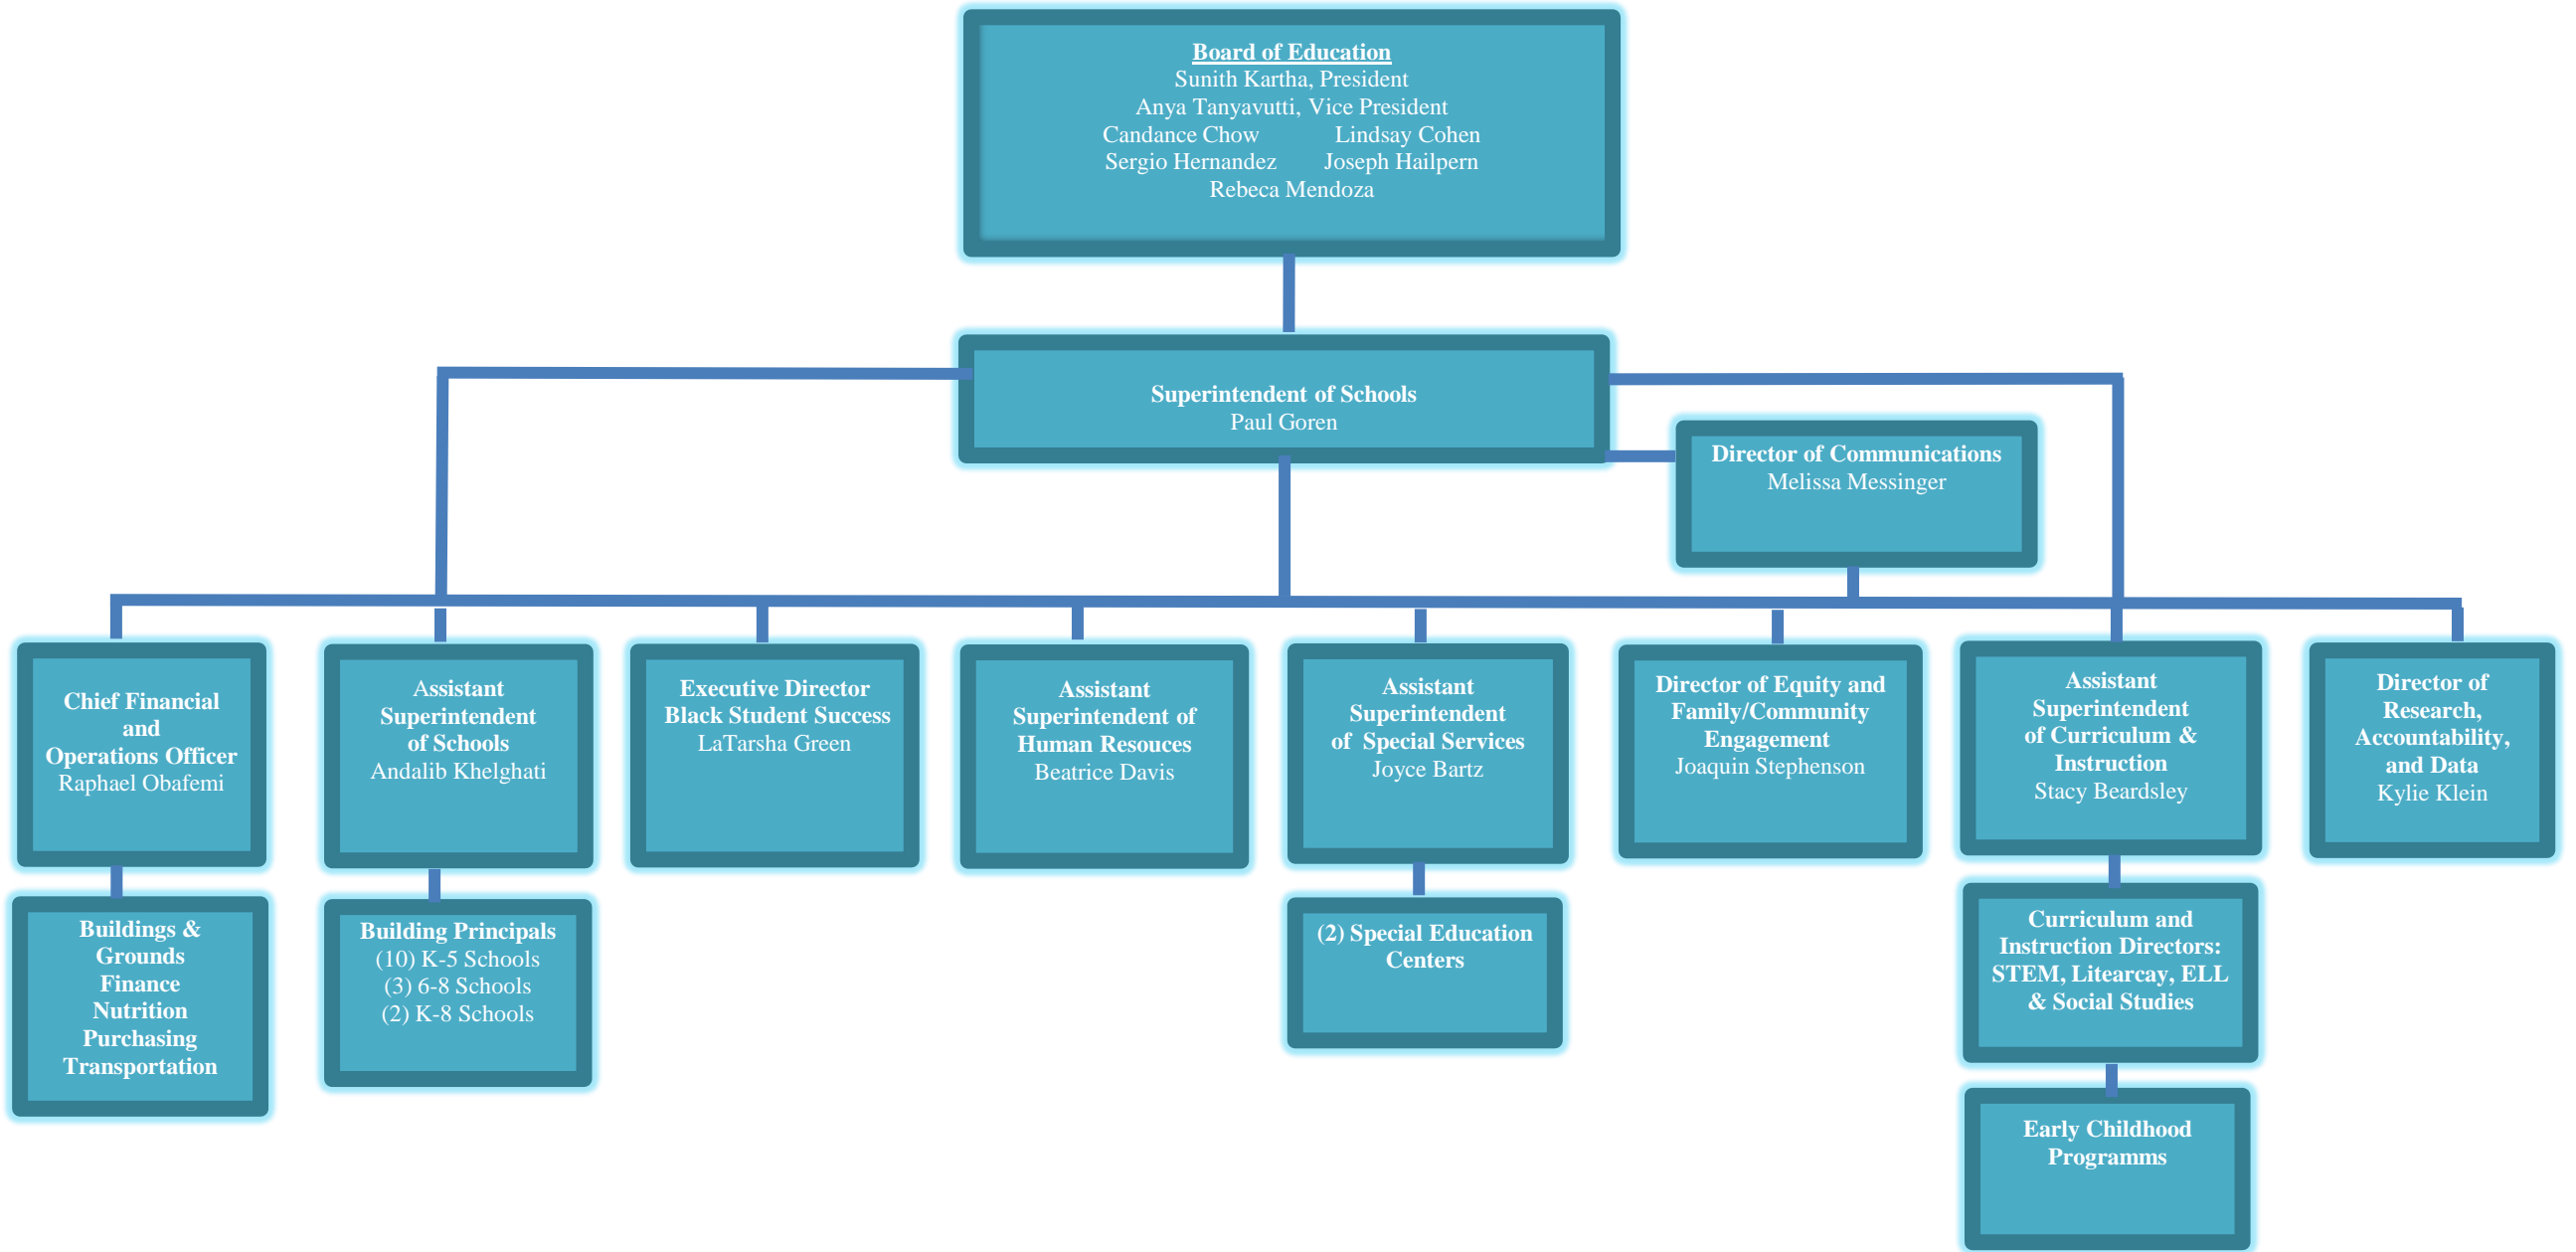 Board of Education
Sunith Kartha, President
Anya Tanyavutti, Vice President
Candance Chow Lindsay Cohen
Sergio Hernandez Joseph Hailpern
Rebeca Mendoza
Superintendent of Schools
Paul Goren
Director of Communications
Melissa Messinger
Chief Financial
and
Operations Officer
Raphael Obafemi
Assistant
Superintendent
of Schools
Andalib Khelghati
Executive Director
Black Student Success
LaTarsha Green
Assistant
Superintendent of
Human Resouces
Beatrice Davis
Assistant
Superintendent
of Special Services
Joyce Bartz
Director of Equity and
Family/Community
Engagement
Joaquin Stephenson
Assistant
Superintendent
of Curriculum &
Instruction
Stacy Beardsley
Director of
Research,
Accountability,
and Data
Kylie Klein
Buildings &
Grounds
Finance
Nutrition
Purchasing
Transportation
Building Principals
(10) K-5 Schools
(3) 6-8 Schools
(2) K-8 Schools
(2) Special Education
Centers
Curriculum and
Instruction Directors:
STEM, Litearcay, ELL
& Social Studies
Early Childhood
Programms